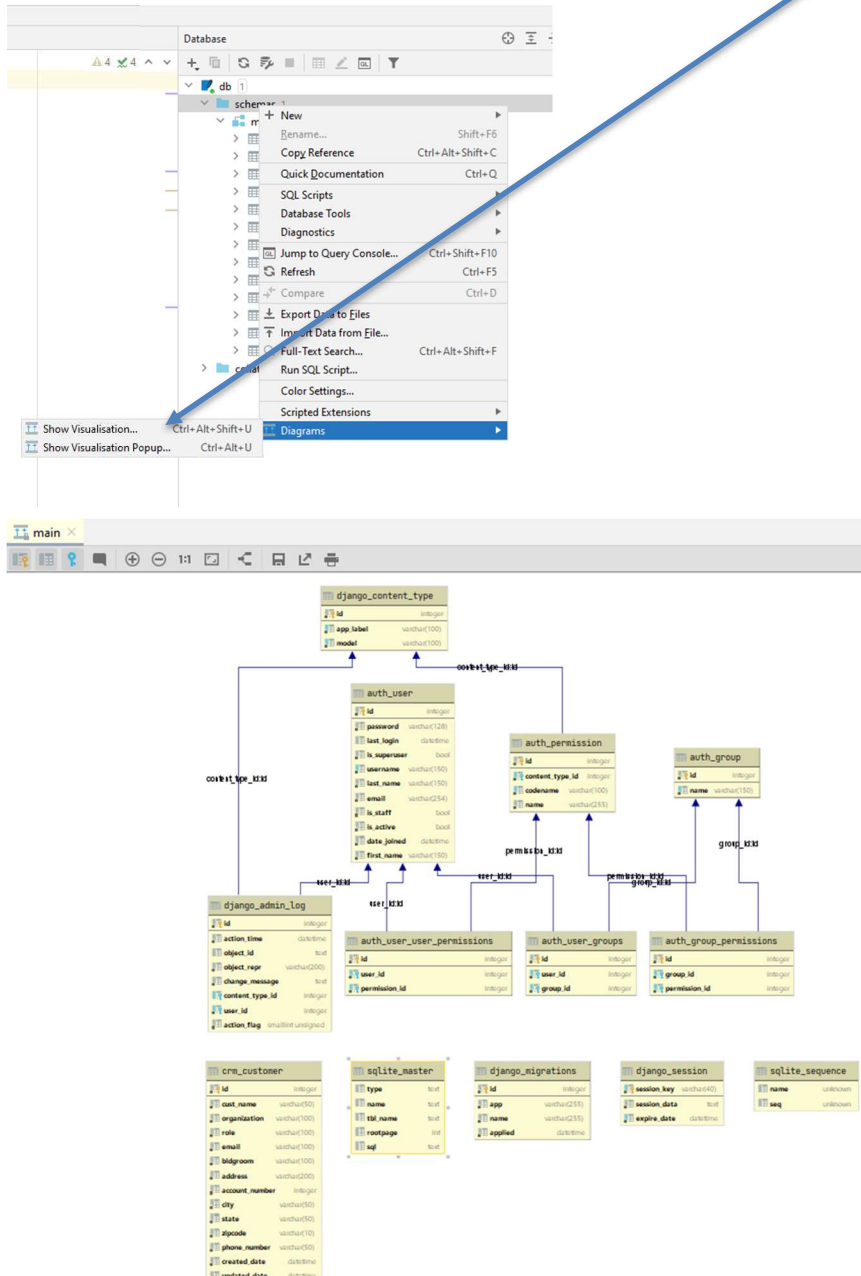 Database
4 4
db 1
schemas 1
New
Rename... Shift+F6
Copy Reference Ctrl+Alt+Shift+C
Quick Documentation Ctrl+Q
SQL Scripts
Database Tools
Diagnostics
QL Jump to Query Console... Ctrl+Shift+F10
Refresh Ctrl+F5
Compare Ctrl+D
Export Data to Files
Import Data from File...
Full-Text Search... Ctrl+Alt+Shift+F
Run SQL Script...
Color Settings...
Scripted Extensions
Diagrams
Show Visualisation... Ctrl+Alt+Shift+U
Show Visualisation Popup... Ctrl+Alt+U
main
1:1
django_content_type
id integer
app_label varchar(100)
model varchar(100)
content_type_id:id
auth_user
id integer
password varchar(128)
last_login datetime
is_superuser bool
username varchar(150)
last_name varchar(150)
email varchar(254)
is_staff bool
is_active bool
date_joined datetime
first_name varchar(150)
auth_permission
id integer
content_type_id integer
codename varchar(100)
name varchar(255)
auth_group
id integer
name varchar(150)
content_type_id:id
permission_id:id
group_id:id
user_id:id
user_id:id
permission_id:id
group_id:id
user_id:id
django_admin_log
id integer
action_time datetime
object_id text
object_repr varchar(200)
change_message text
content_type_id integer
user_id integer
action_flag smallint unsigned
auth_user_user_permissions
id integer
user_id integer
permission_id integer
auth_user_groups
id integer
user_id integer
group_id integer
auth_group_permissions
id integer
group_id integer
permission_id integer
crm_customer
id integer
cust_name varchar(50)
organization varchar(100)
role varchar(100)
email varchar(100)
bldgroom varchar(100)
address varchar(200)
account_number integer
city varchar(50)
state varchar(50)
zipcode varchar(10)
phone_number varchar(50)
created_date datetime
updated_date datetime
sqlite_master
type text
name text
tbl_name text
rootpage int
sql text
django_migrations
id integer
app varchar(255)
name varchar(255)
applied datetime
django_session
session_key varchar(40)
session_data text
expire_date datetime
sqlite_sequence
name unknown
seq unknown